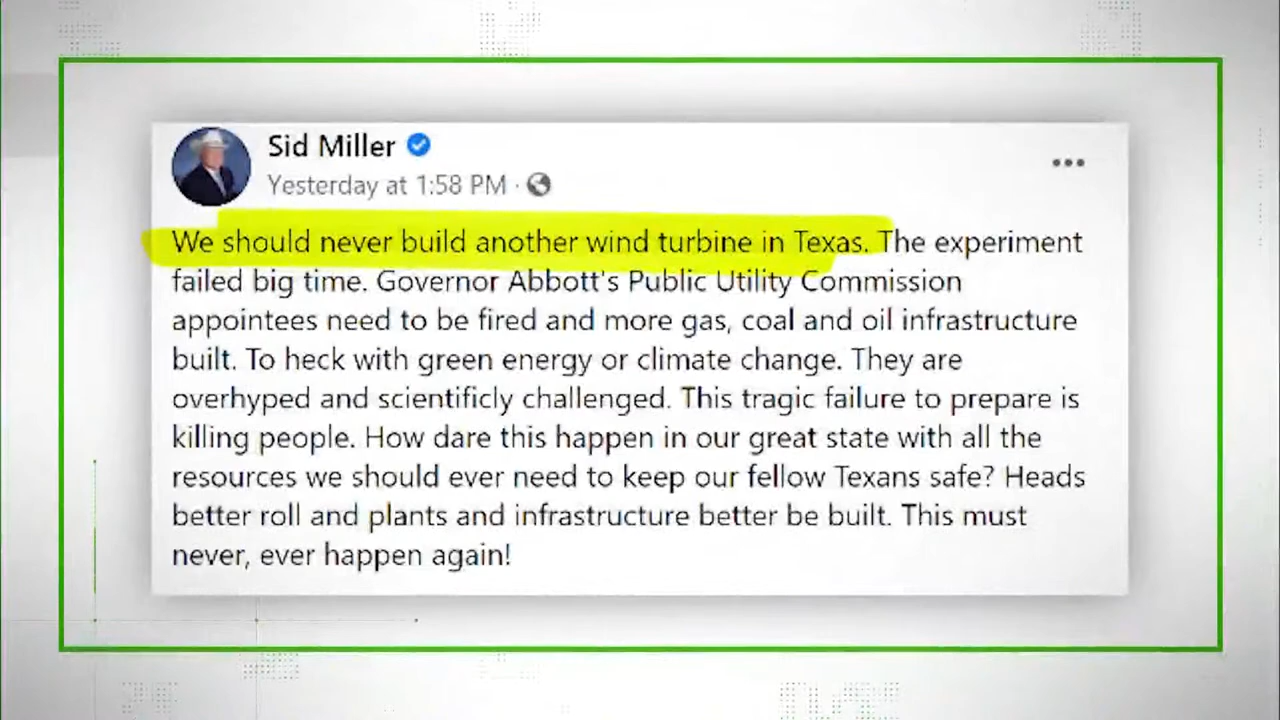 Sid Miller
Yesterday at 1:58 PM ·
We should never build another wind turbine in Texas. The experiment
failed big time. Governor Abbott's Public Utility Commission
appointees need to be fired and more gas, coal and oil infrastructure
built. To heck with green energy or climate change. They are
overhyped and scientificly challenged. This tragic failure to prepare is
killing people. How dare this happen in our great state with all the
resources we should ever need to keep our fellow Texans safe? Heads
better roll and plants and infrastructure better be built. This must
never, ever happen again!